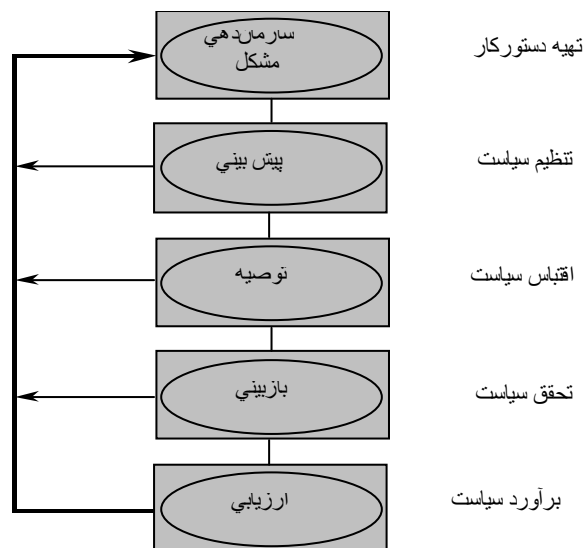 سازماندهي
مشكل
تهيه دستوركار
پيش بيني
تنظيم سياست
توصيه
اقتباس سياست
بازبيني
تحقق سياست
ارزيابي
برآورد سياست